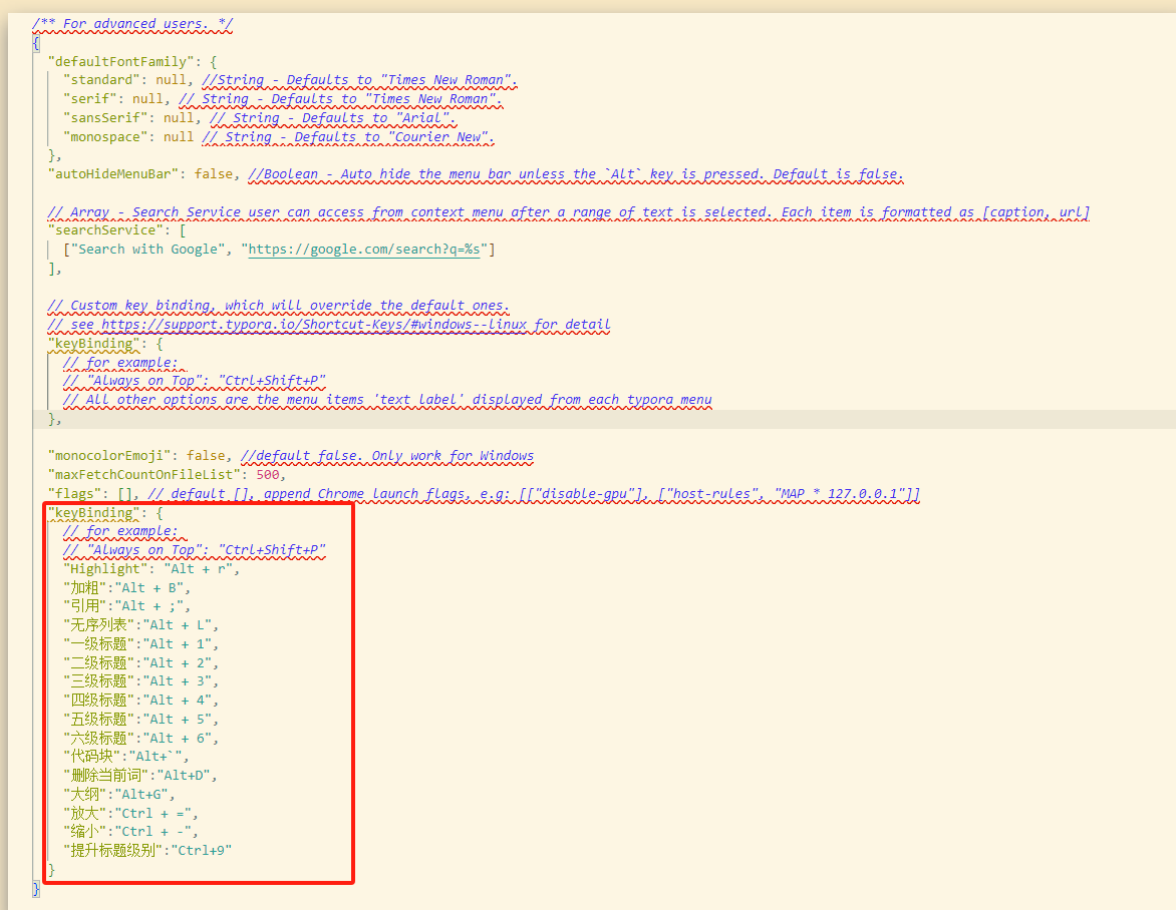 /** For advanced users. */
{
"defaultFontFamily": {
"standard": null, //String - Defaults to "Times New Roman".
"serif": null, // String - Defaults to "Times New Roman".
"sansSerif": null, // String - Defaults to "Arial".
"monospace": null // String - Defaults to "Courier New".
},
"autoHideMenuBar": false, //Boolean - Auto hide the menu bar unless the `Alt` key is pressed. Default is false.
// Array - Search Service user can access from context menu after a range of text is selected. Each item is formatted as [caption, url]
"searchService": [
["Search with Google", "https://google.com/search?q=%s"]
],
// Custom key binding, which will override the default ones.
// see https://support.typora.io/Shortcut-Keys/#windows--linux for detail
"keyBinding": {
// for example:
// "Always on Top": "Ctrl+Shift+P"
// All other options are the menu items 'text label' displayed from each typora menu
},
"monocolorEmoji": false, //default false. Only work for Windows
"maxFetchCountOnFileList": 500,
"flags": [], // default [], append Chrome launch flags, e.g: [["disable-gpu"], ["host-rules", "MAP * 127.0.0.1"]]
"keyBinding": {
// for example:
// "Always on Top": "Ctrl+Shift+P"
"Highlight": "Alt + r",
"加粗":"Alt + B",
"引用":"Alt + ;",
"无序列表":"Alt + L",
"一级标题":"Alt + 1",
"二级标题":"Alt + 2",
"三级标题":"Alt + 3",
"四级标题":"Alt + 4",
"五级标题":"Alt + 5",
"六级标题":"Alt + 6",
"代码块":"Alt+`",
"删除当前词":"Alt+D",
"大纲":"Alt+G",
"放大":"Ctrl + =",
"缩小":"Ctrl + -",
"提升标题级别":"Ctrl+9"
}
}